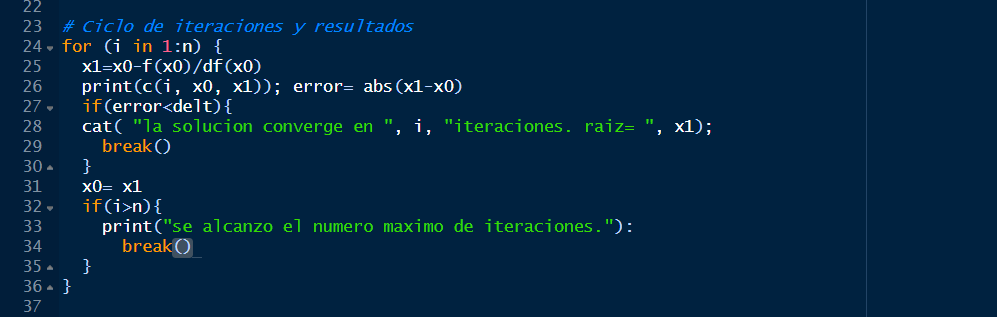 22
23 # Ciclo de iteraciones y resultados
24 for (i in 1:n) {
25 x1=x0-f(x0)/df(x0)
26 print(c(i, x0, x1)); error= abs(x1-x0)
27 if(error<delt){
28 cat( "la solucion converge en ", i, "iteraciones. raiz= ", x1);
29 break()
30 }
31 x0= x1
32 if(i>n){
33 print("se alcanzo el numero maximo de iteraciones."):
34 break()
35 }
36 }
37